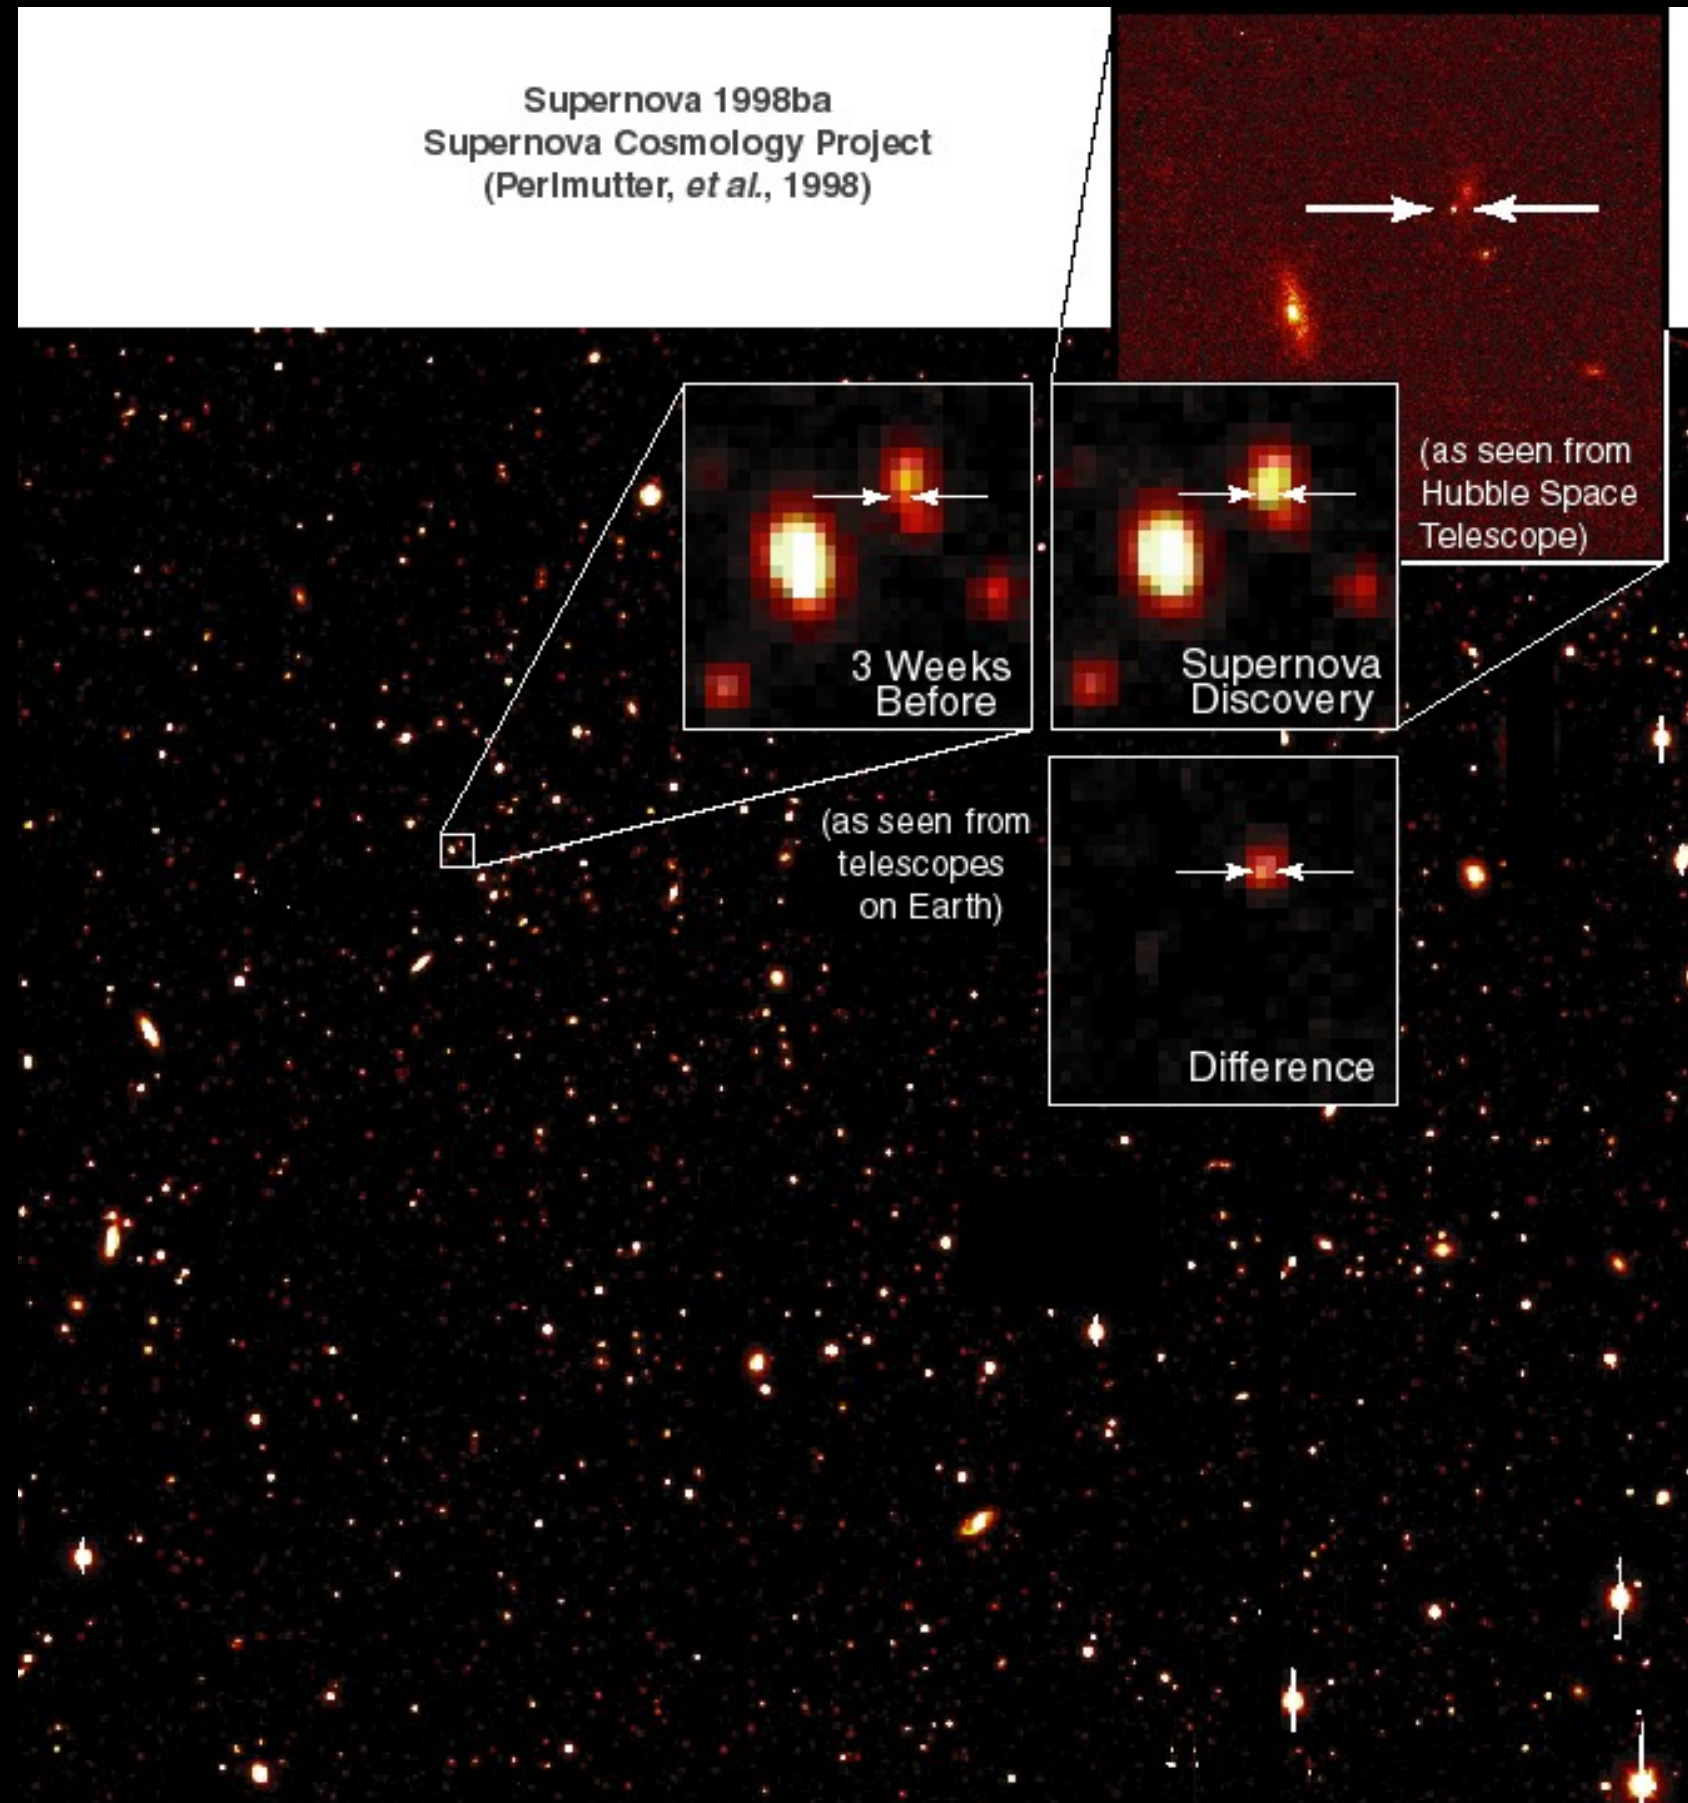 Supernova 1998ba
Supernova Cosmology Project
(Perlmutter, et al., 1998)
(as seen from
Hubble Space
Telescope)
3 Weeks
Before
Supernova
Discovery
(as seen from
telescopes
on Earth)
Difference